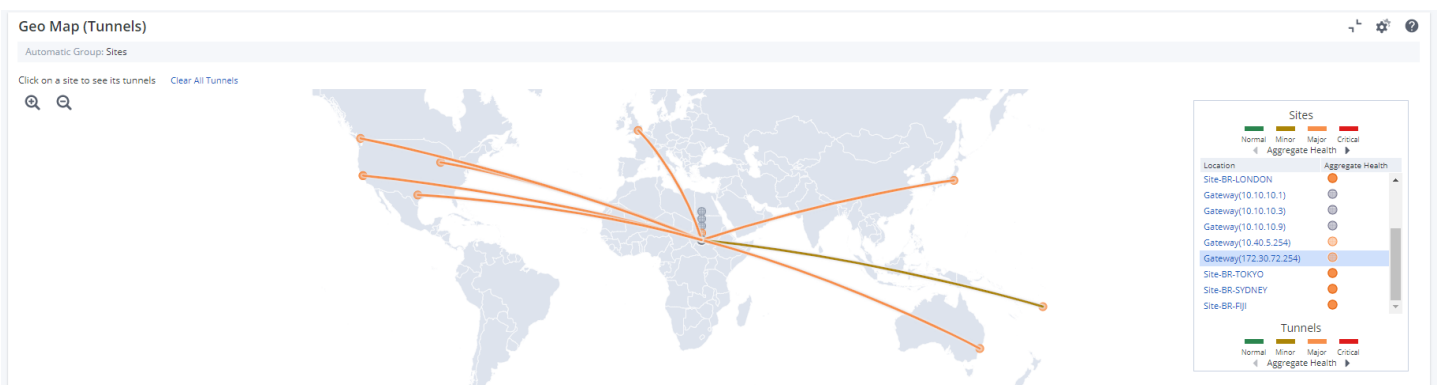 Geo Map (Tunnels)
Automatic Group: Sites
Click on a site to see its tunnels Clear All Tunnels
Sites
Normal Minor Major Critical
Aggregate Health
Location Aggregate Health
Site-BR-LONDON
Gateway(10.10.10.1)
Gateway(10.10.10.3)
Gateway(10.10.10.9)
Gateway(10.40.5.254)
Gateway(172.30.72.254)
Site-BR-TOKYO
Site-BR-SYDNEY
Site-BR-FIJI
Tunnels
Normal Minor Major Critical
Aggregate Health